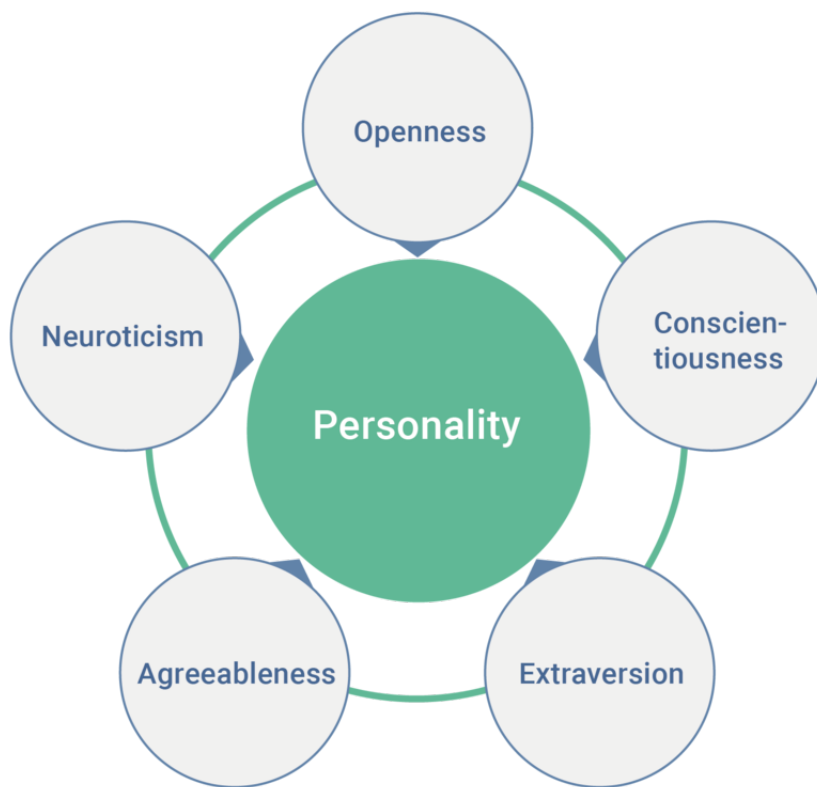 Openness
Conscien-
tiousness
Extraversion
Agreeableness
Neuroticism
Personality